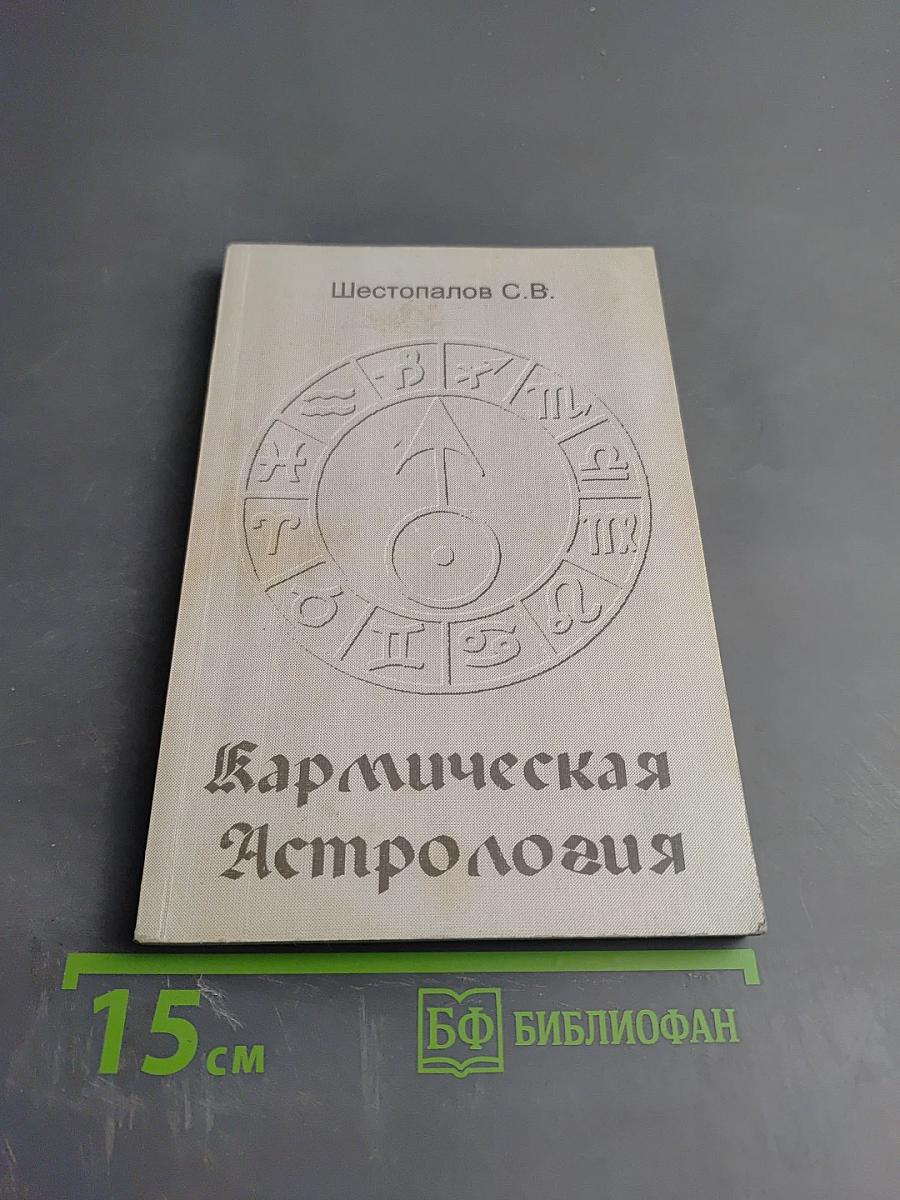 Шестопалов С.В.
Кармическая
Астрология
15 см
БФ БИБЛИОФАН